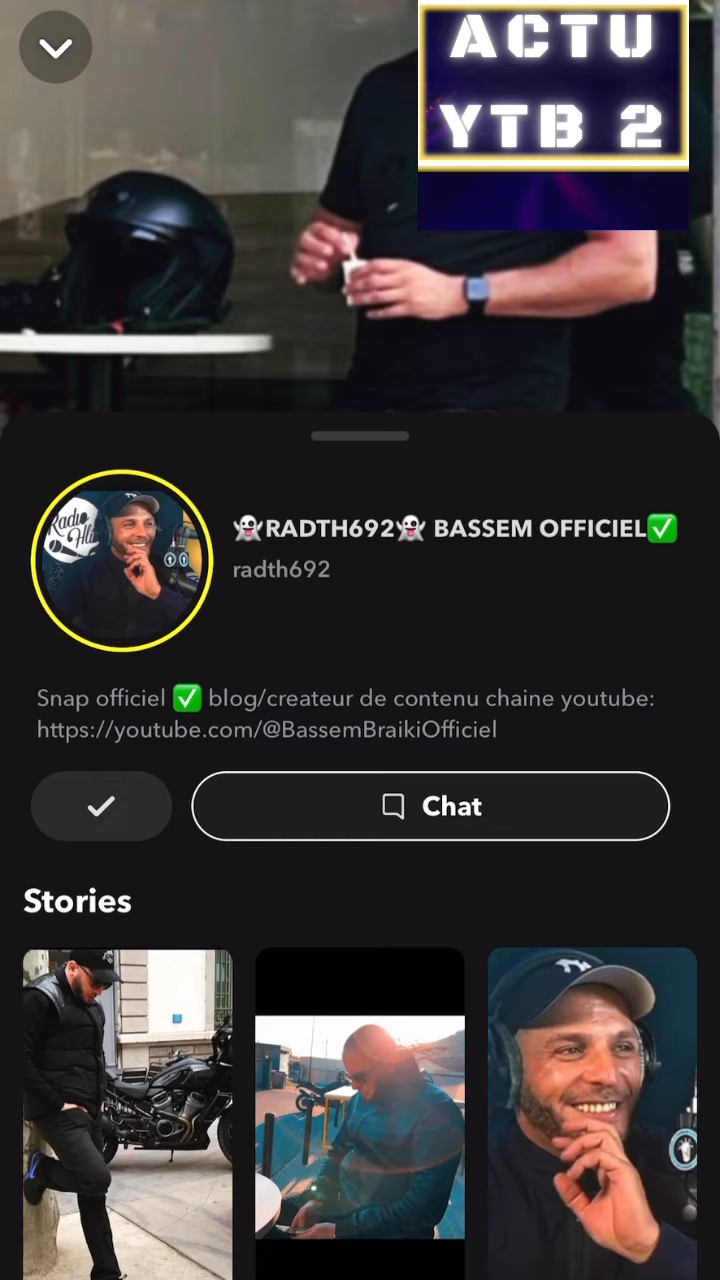 ACTU
YTB 2
👻RADTH692👻 BASSEM OFFICIEL✅
radth692
Snap officiel ✅ blog/createur de contenu chaine youtube:
https://youtube.com/@BassemBraikiOfficiel
Chat
Stories
Radio